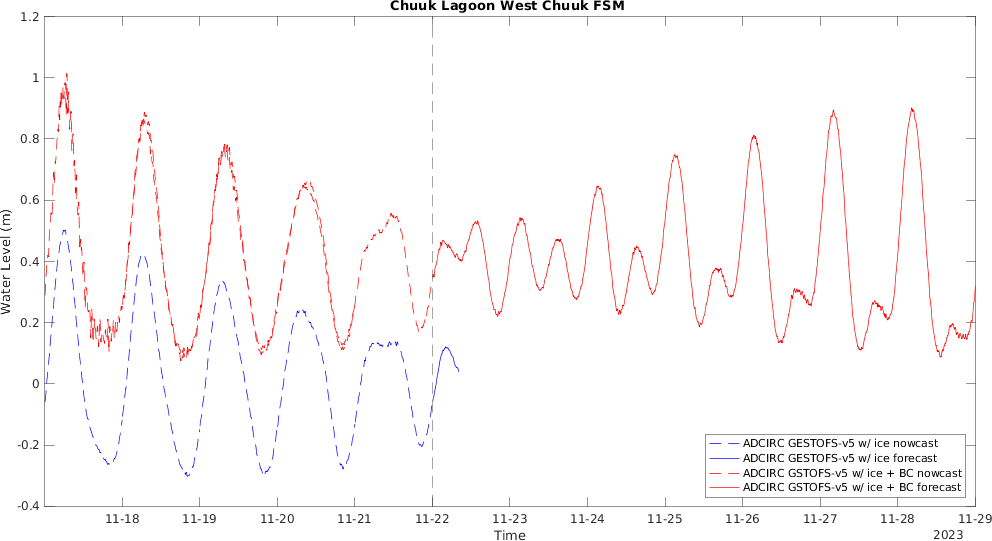 Chuuk Lagoon West Chuuk FSM
Water Level (m)
1.2
1
0.8
0.6
0.4
0.2
0
-0.2
-0.4
ADCIRC GESTOFS-v5 w/ ice nowcast
ADCIRC GESTOFS-v5 w/ ice forecast
ADCIRC GSTOFS-v5 w/ ice + BC nowcast
ADCIRC GSTOFS-v5 w/ ice + BC forecast
11-18 11-19 11-20 11-21 11-22 11-23 11-24 11-25 11-26 11-27 11-28 11-29
Time
2023